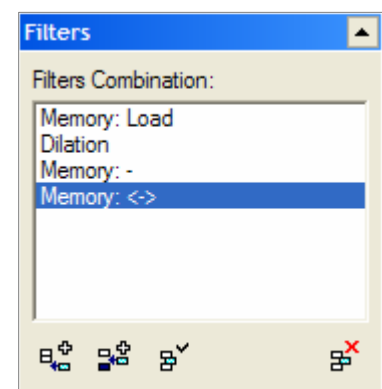 Filters
Filters Combination:
Memory: Load
Dilation
Memory: -
Memory: <->